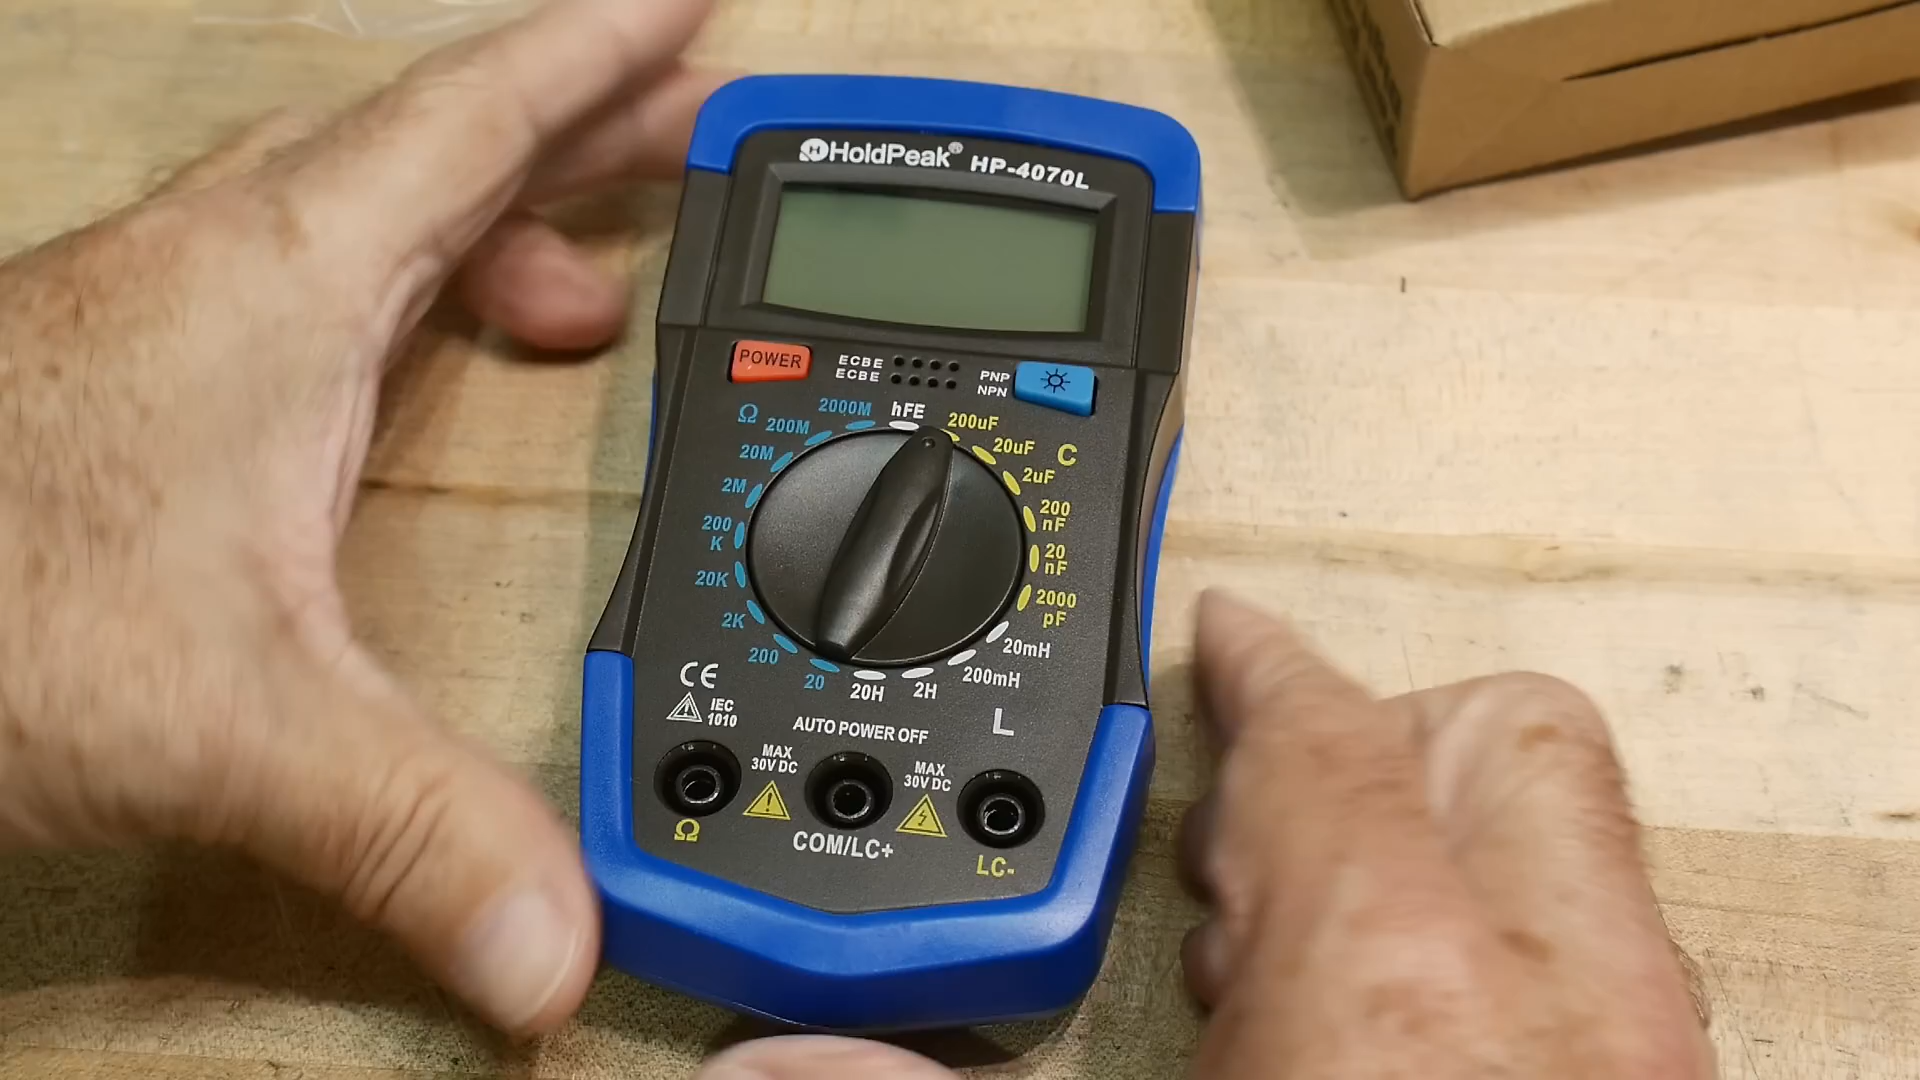 HoldPeak® HP-4070L
POWER
ECBE
ECBE
PNP
NPN
Ω
2000M
hFE
200uF
200M
20uF
C
20M
2uF
2M
200
nF
200
K
20
nF
20K
2000
pF
2K
20mH
200
200mH
20
20H
2H
CE
IEC
1010
L
AUTO POWER OFF
MAX
30V DC
MAX
30V DC
Ω
COM/LC+
LC-